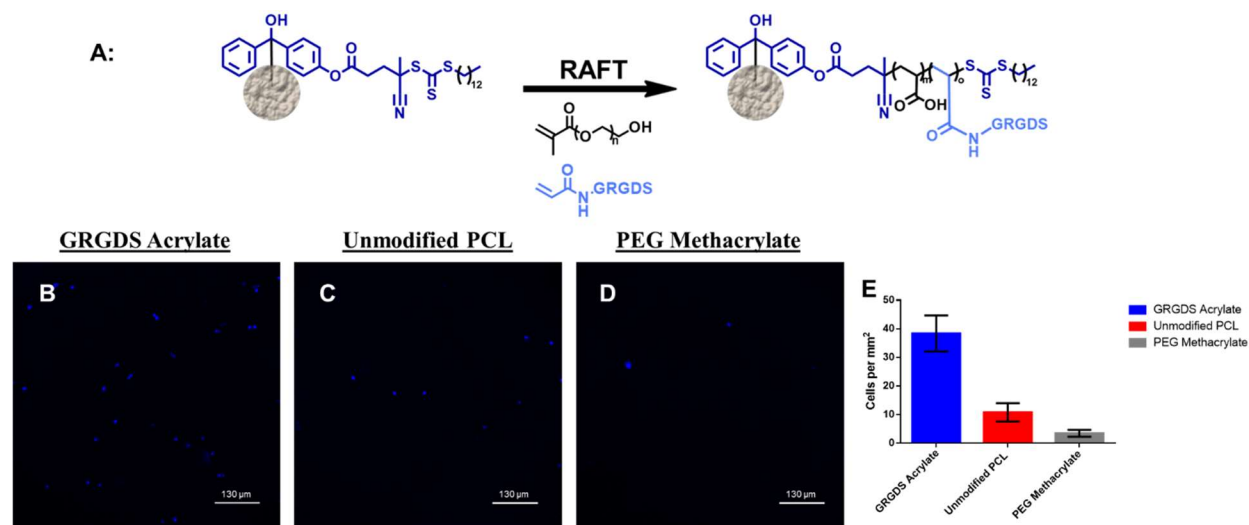 A:
OH
O
O
S
S
S
( )12
N
RAFT
O
O
OH
n
O
N
H
GRGDS
OH
O
O
m
o
S
S
S
( )12
N
O
OH
O
N
H
GRGDS
GRGDS Acrylate
Unmodified PCL
PEG Methacrylate
B
130 µm
C
130 µm
D
130 µm
E
Cells per mm²
50
40
30
20
10
0
GRGDS Acrylate
Unmodified PCL
PEG Methacrylate
GRGDS Acrylate
Unmodified PCL
PEG Methacrylate